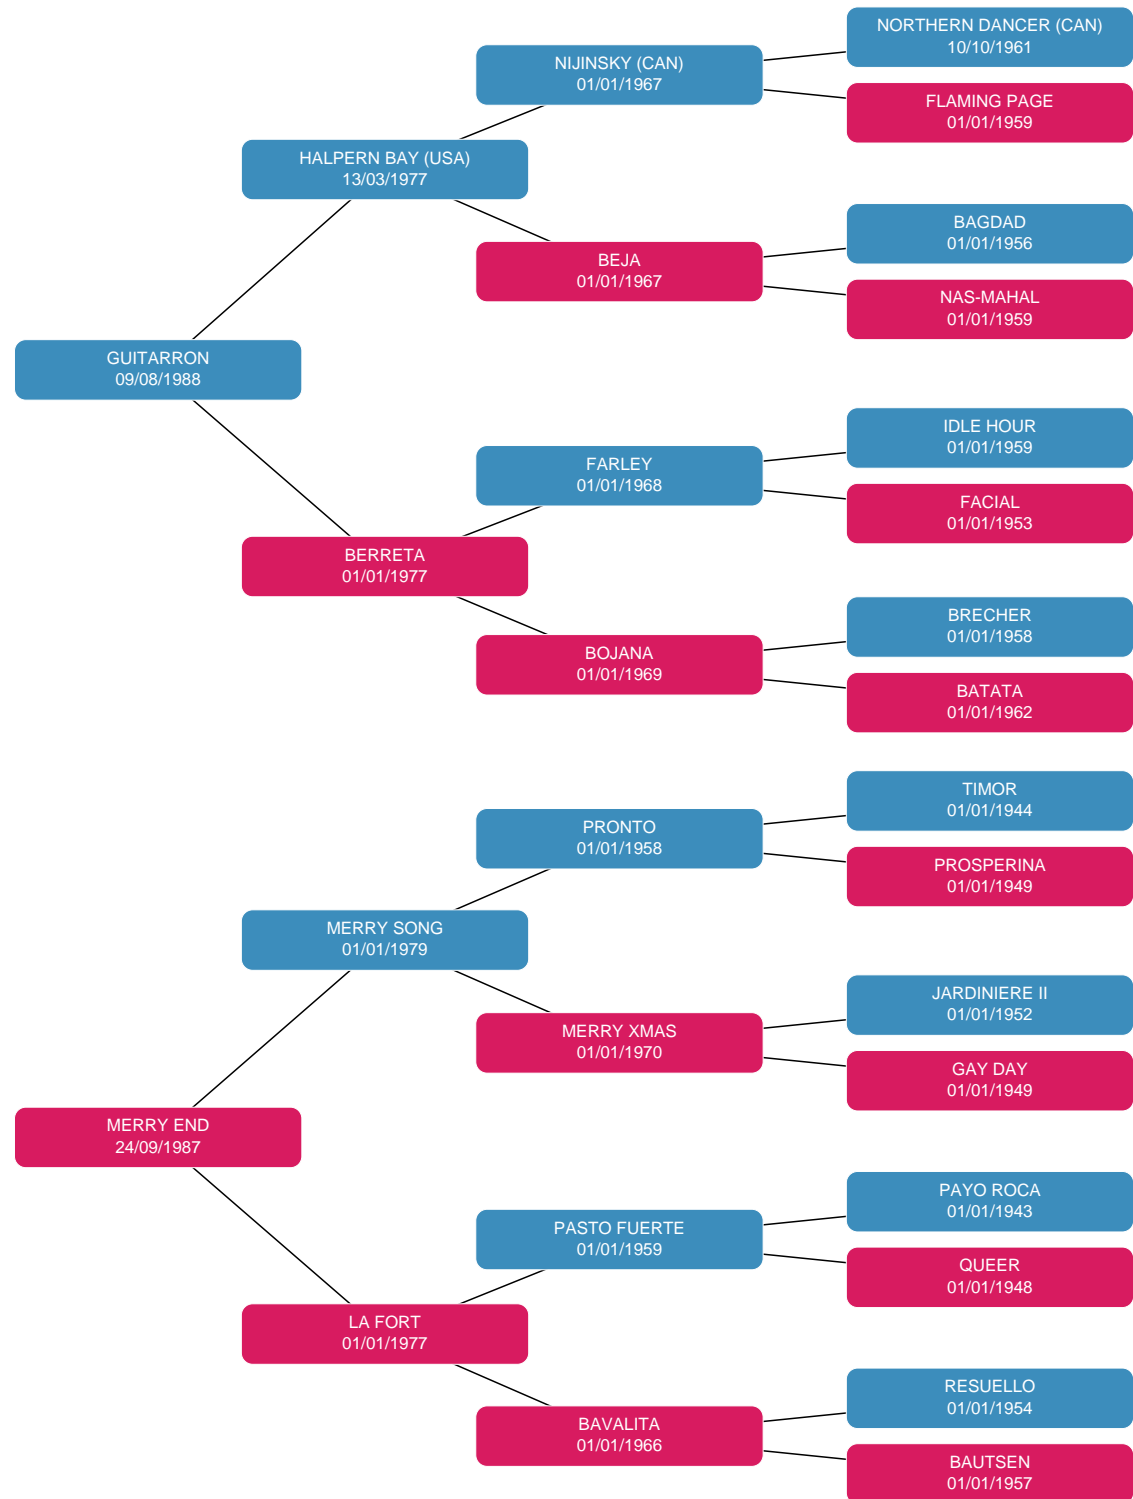 NORTHERN DANCER (CAN)
10/10/1961
NIJINSKY (CAN)
01/01/1967
FLAMING PAGE
01/01/1959
HALPERN BAY (USA)
13/03/1977
BAGDAD
01/01/1956
BEJA
01/01/1967
NAS-MAHAL
01/01/1959
GUITARRON
09/08/1988
IDLE HOUR
01/01/1959
FARLEY
01/01/1968
FACIAL
01/01/1953
BERRETA
01/01/1977
BRECHER
01/01/1958
BOJANA
01/01/1969
BATATA
01/01/1962
TIMOR
01/01/1944
PRONTO
01/01/1958
PROSPERINA
01/01/1949
MERRY SONG
01/01/1979
JARDINIERE II
01/01/1952
MERRY XMAS
01/01/1970
GAY DAY
01/01/1949
MERRY END
24/09/1987
PAYO ROCA
01/01/1943
PASTO FUERTE
01/01/1959
QUEER
01/01/1948
LA FORT
01/01/1977
RESUELLO
01/01/1954
BAVALITA
01/01/1966
BAUTSEN
01/01/1957